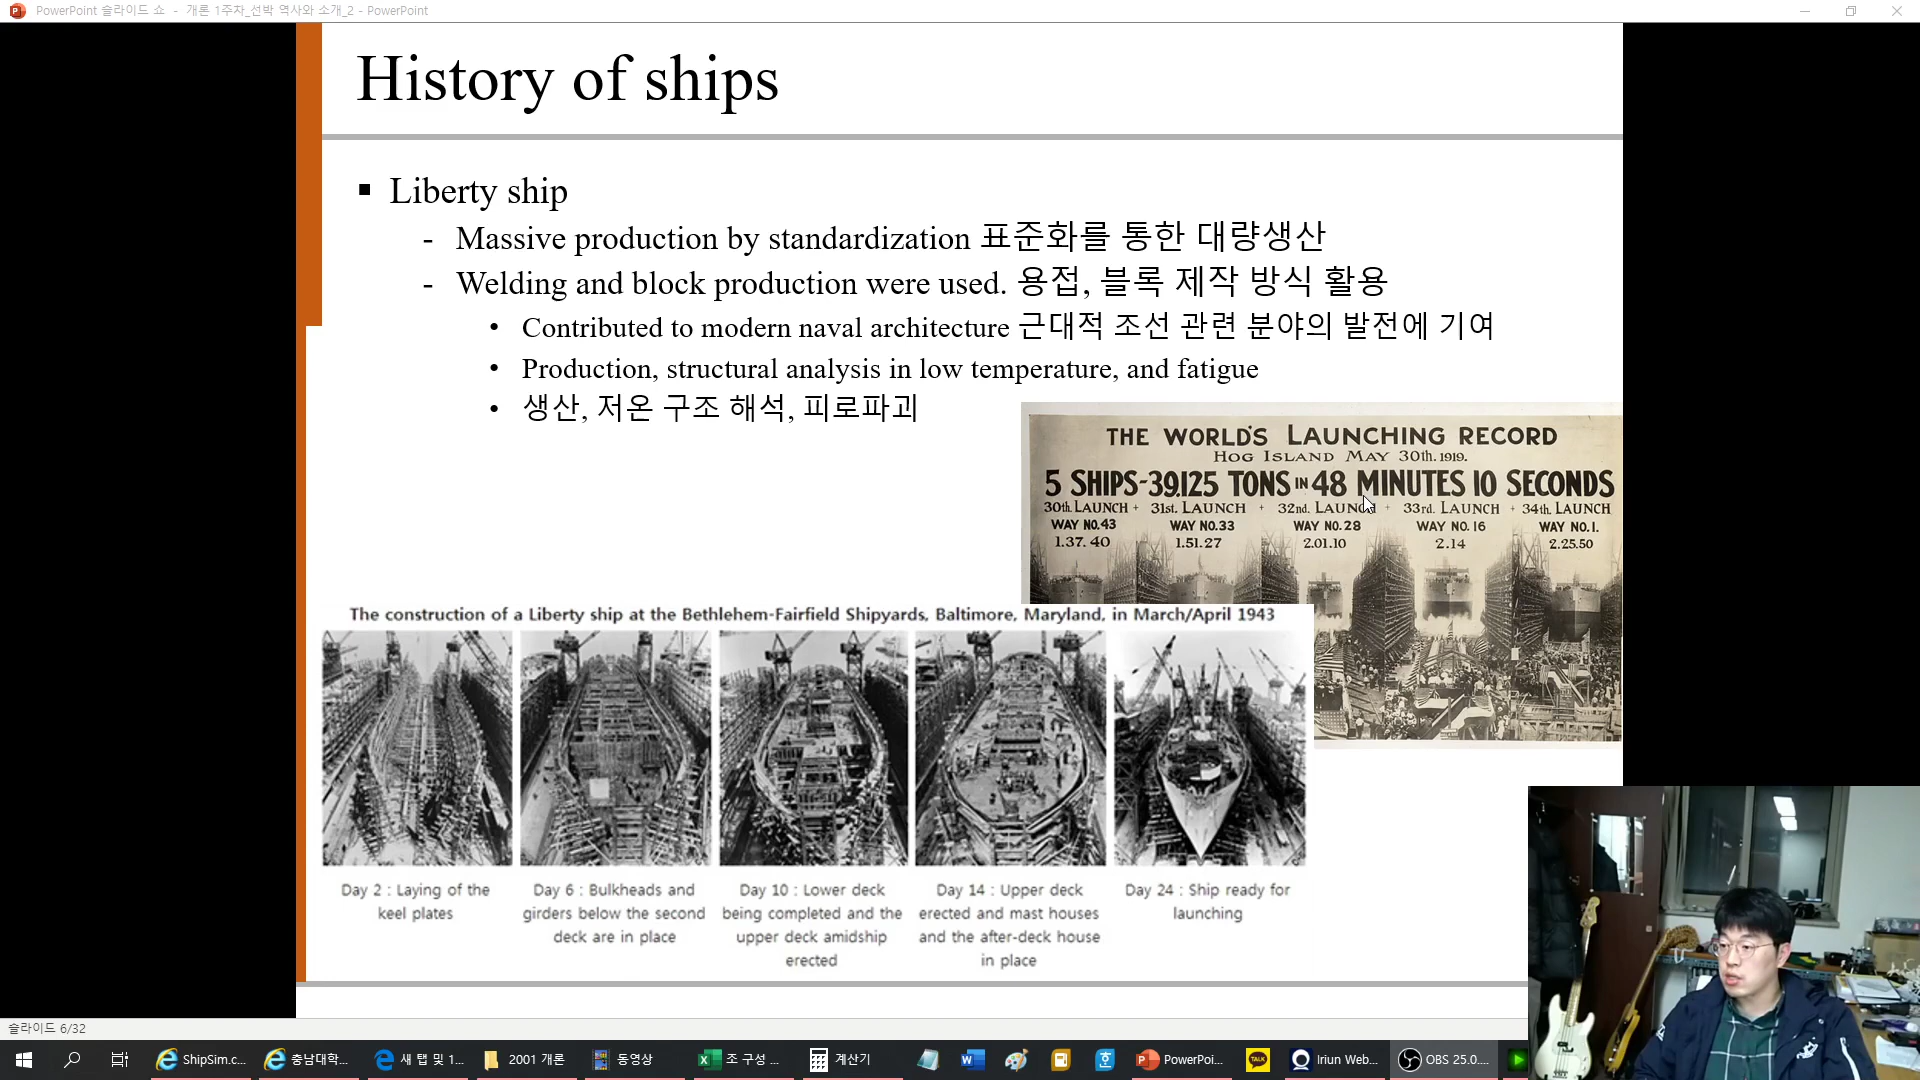 PowerPoint 슬라이드 쇼 - 개론 1주차_선박 역사와 소개_2 - PowerPoint
History of ships
▪ Liberty ship
- Massive production by standardization 표준화를 통한 대량생산
- Welding and block production were used. 용접, 블록 제작 방식 활용
• Contributed to modern naval architecture 근대적 조선 관련 분야의 발전에 기여
• Production, structural analysis in low temperature, and fatigue
• 생산, 저온 구조 해석, 피로파괴
THE WORLD'S LAUNCHING RECORD
HOG ISLAND MAY 30th. 1919.
5 SHIPS-39,125 TONS IN 48 MINUTES 10 SECONDS
30th. LAUNCH + 31st. LAUNCH + 32nd. LAUNCH + 33rd. LAUNCH + 34th. LAUNCH
WAY NO.43 WAY NO.33 WAY NO.28 WAY NO.16 WAY NO.1.
1.37.40 1.51.27 2.01.10 2.14 2.25.50
The construction of a Liberty ship at the Bethlehem-Fairfield Shipyards, Baltimore, Maryland, in March/April 1943
Day 2 : Laying of the
keel plates
Day 6 : Bulkheads and
girders below the second
deck are in place
Day 10 : Lower deck
being completed and the
upper deck amidship
erected
Day 14 : Upper deck
erected and mast houses
and the after-deck house
in place
Day 24 : Ship ready for
launching
슬라이드 6/32
ShipSim.c... 충남대학... 새 탭 및 1... 2001 개론 동영상 조 구성 ... 계산기 PowerPoi... TALK Iriun Web... OBS 25.0....